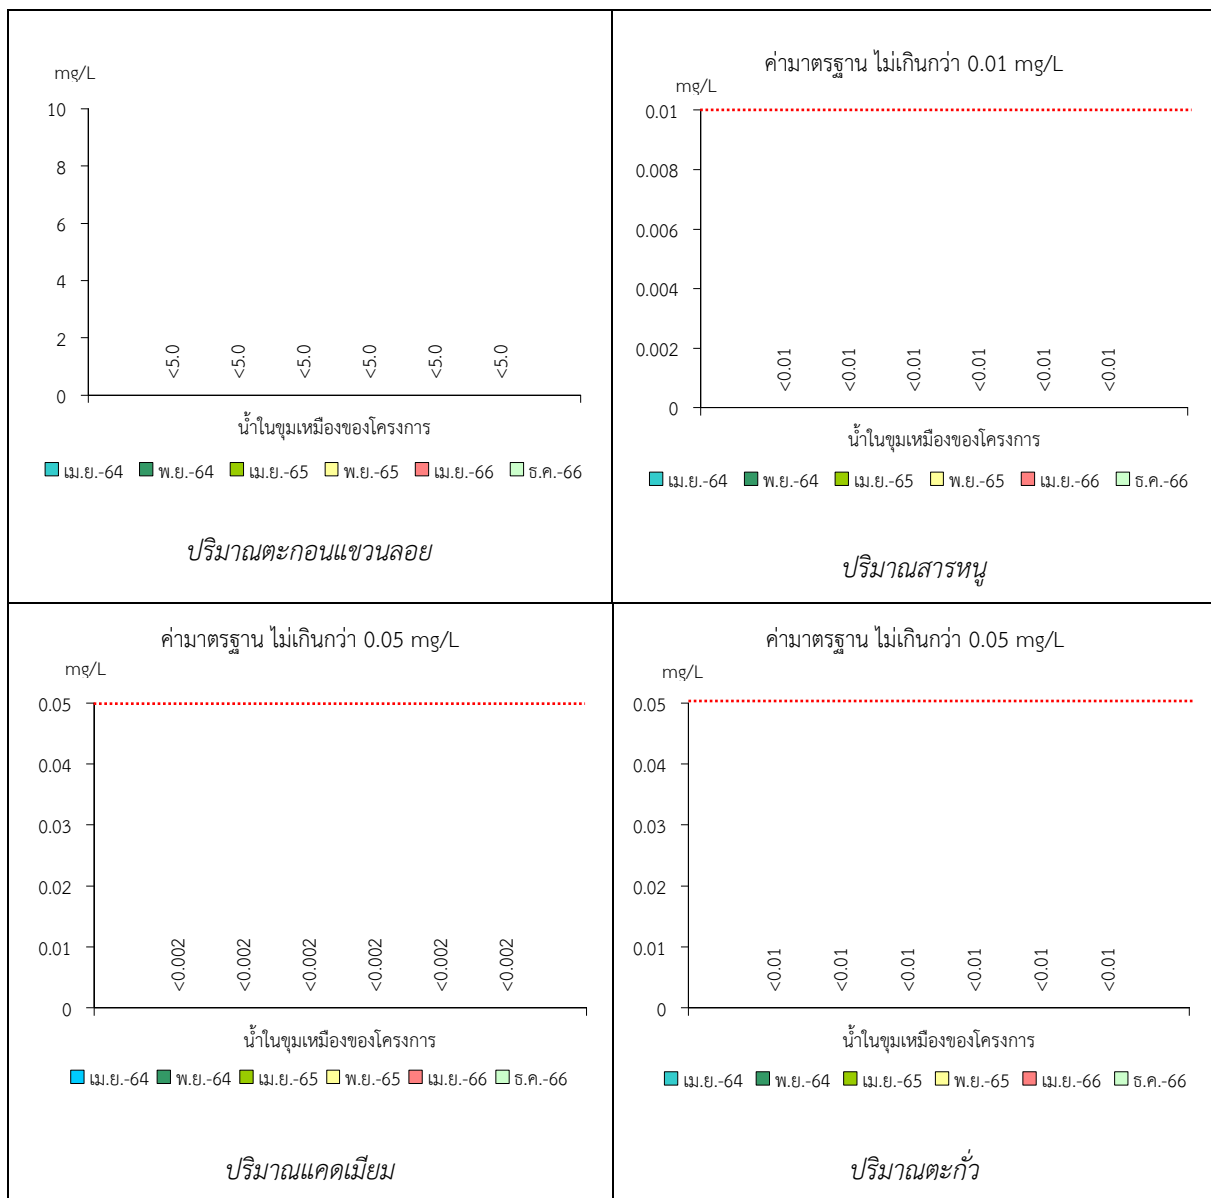 mg/L
10
8
6
4
2
0
<5.0 <5.0 <5.0 <5.0 <5.0 <5.0
น้ำในขุมเหมืองของโครงการ
เม.ย.-64 พ.ย.-64 เม.ย.-65 พ.ย.-65 เม.ย.-66 ธ.ค.-66
ปริมาณตะกอนแขวนลอย
ค่ามาตรฐาน ไม่เกินกว่า 0.01 mg/L
mg/L
0.01
0.008
0.006
0.004
0.002
0
<0.01 <0.01 <0.01 <0.01 <0.01 <0.01
น้ำในขุมเหมืองของโครงการ
เม.ย.-64 พ.ย.-64 เม.ย.-65 พ.ย.-65 เม.ย.-66 ธ.ค.-66
ปริมาณสารหนู
ค่ามาตรฐาน ไม่เกินกว่า 0.05 mg/L
mg/L
0.05
0.04
0.03
0.02
0.01
0
<0.002 <0.002 <0.002 <0.002 <0.002 <0.002
น้ำในขุมเหมืองของโครงการ
เม.ย.-64 พ.ย.-64 เม.ย.-65 พ.ย.-65 เม.ย.-66 ธ.ค.-66
ปริมาณแคดเมียม
ค่ามาตรฐาน ไม่เกินกว่า 0.05 mg/L
mg/L
0.05
0.04
0.03
0.02
0.01
0
<0.01 <0.01 <0.01 <0.01 <0.01 <0.01
น้ำในขุมเหมืองของโครงการ
เม.ย.-64 พ.ย.-64 เม.ย.-65 พ.ย.-65 เม.ย.-66 ธ.ค.-66
ปริมาณตะกั่ว